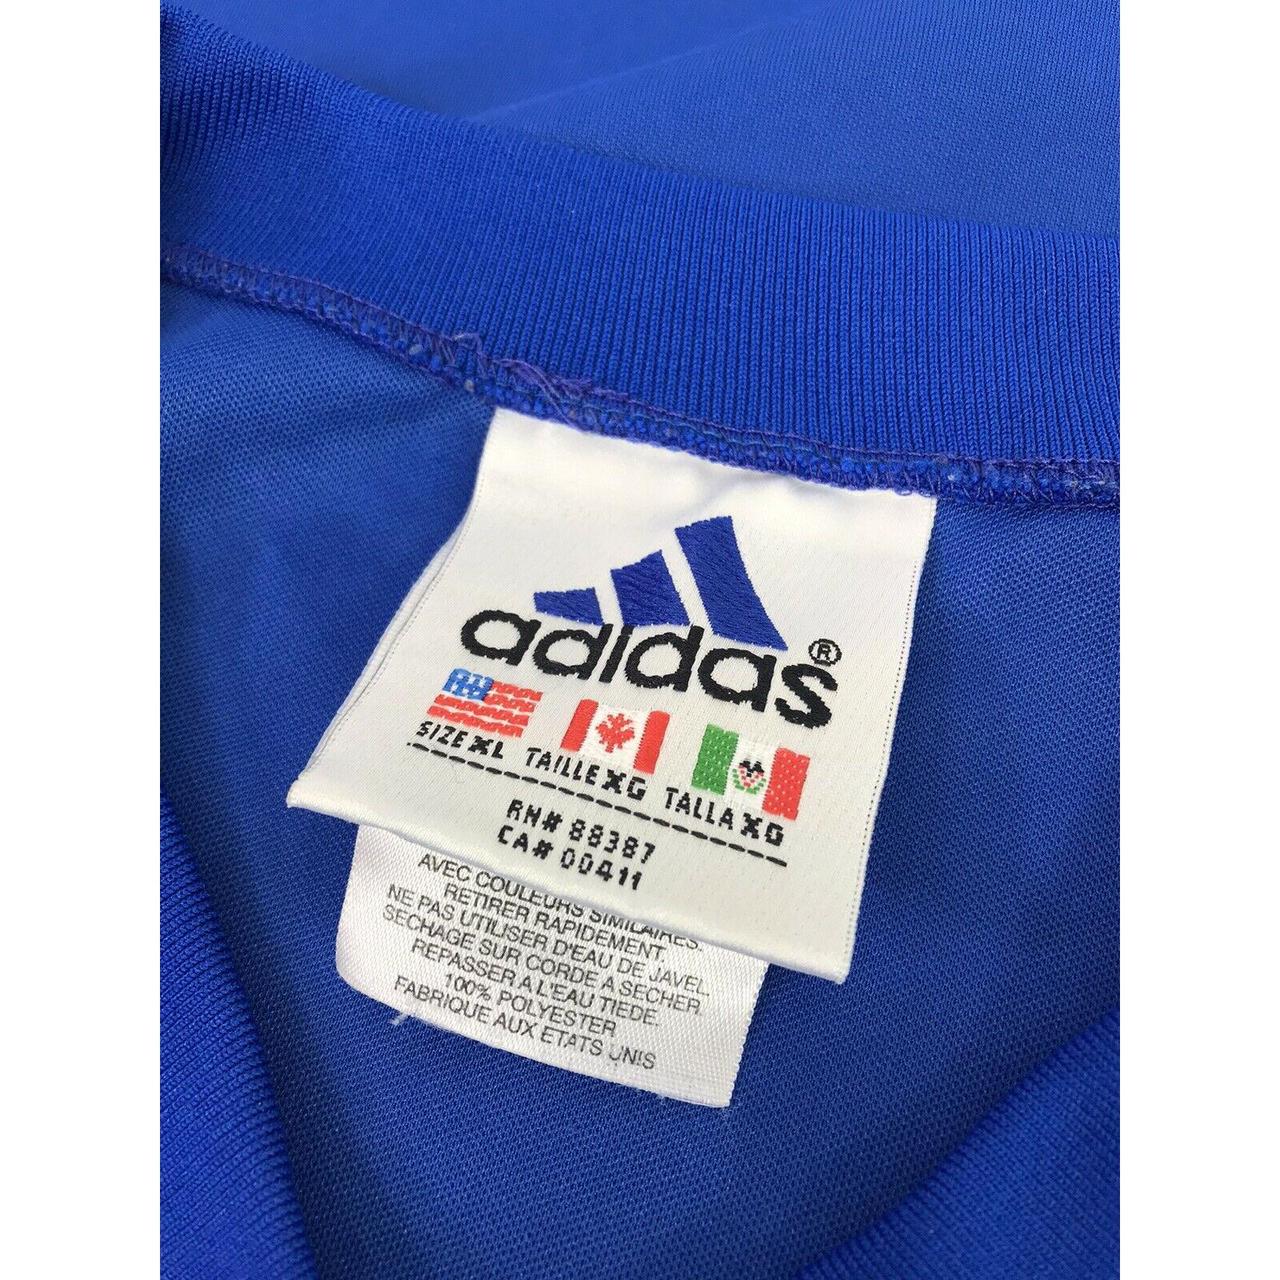 adidas®
SIZE XL TAILLE XG TALLA XG
RN# 88387
CA# 00411
AVEC COULEURS SIMILAIRES.
RETIRER RAPIDEMENT.
NE PAS UTILISER D'EAU DE JAVEL.
SECHAGE SUR CORDE A SECHER.
REPASSER A L'EAU TIEDE.
100% POLYESTER
FABRIQUE AUX ETATS UNIS